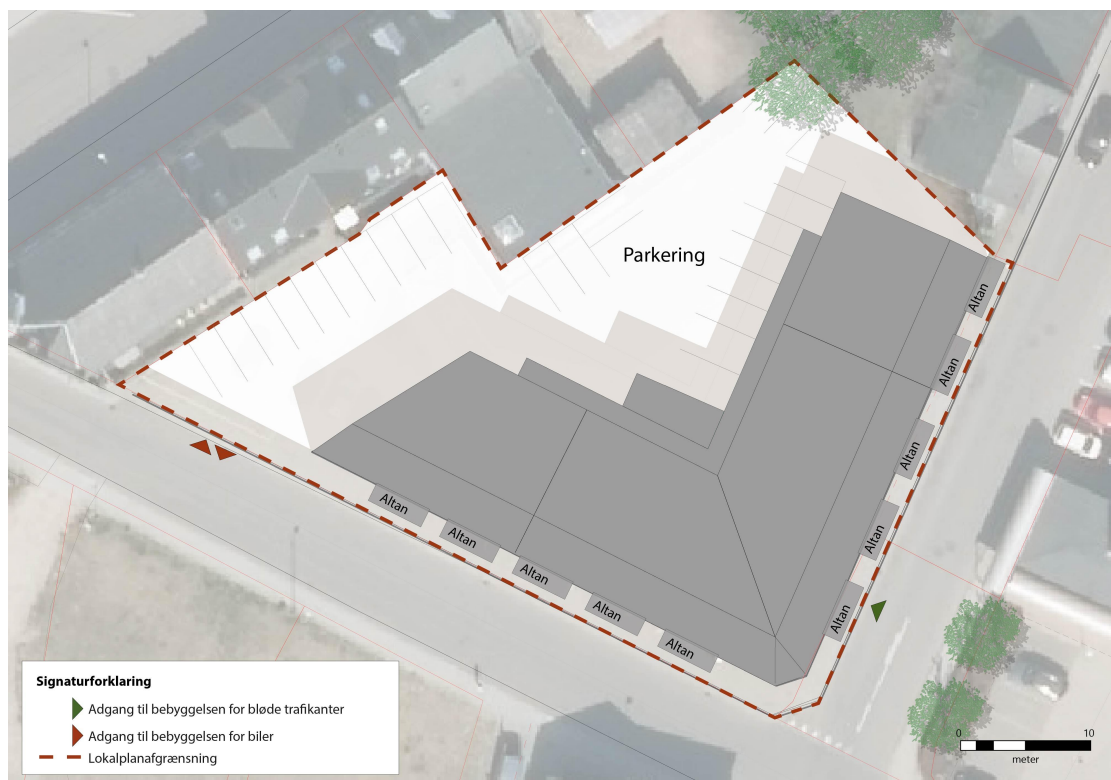 Parkering
Altan
Altan
Altan
Altan
Altan
Altan
Altan
Altan
Altan
Altan
Signaturforklaring
Adgang til bebyggelsen for bløde trafikanter
Adgang til bebyggelsen for biler
Lokalplanafgrænsning
0 10
meter